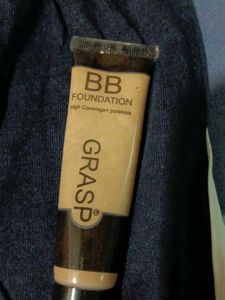 BB
FOUNDATION
High Coverage+ poreless
GRASP®